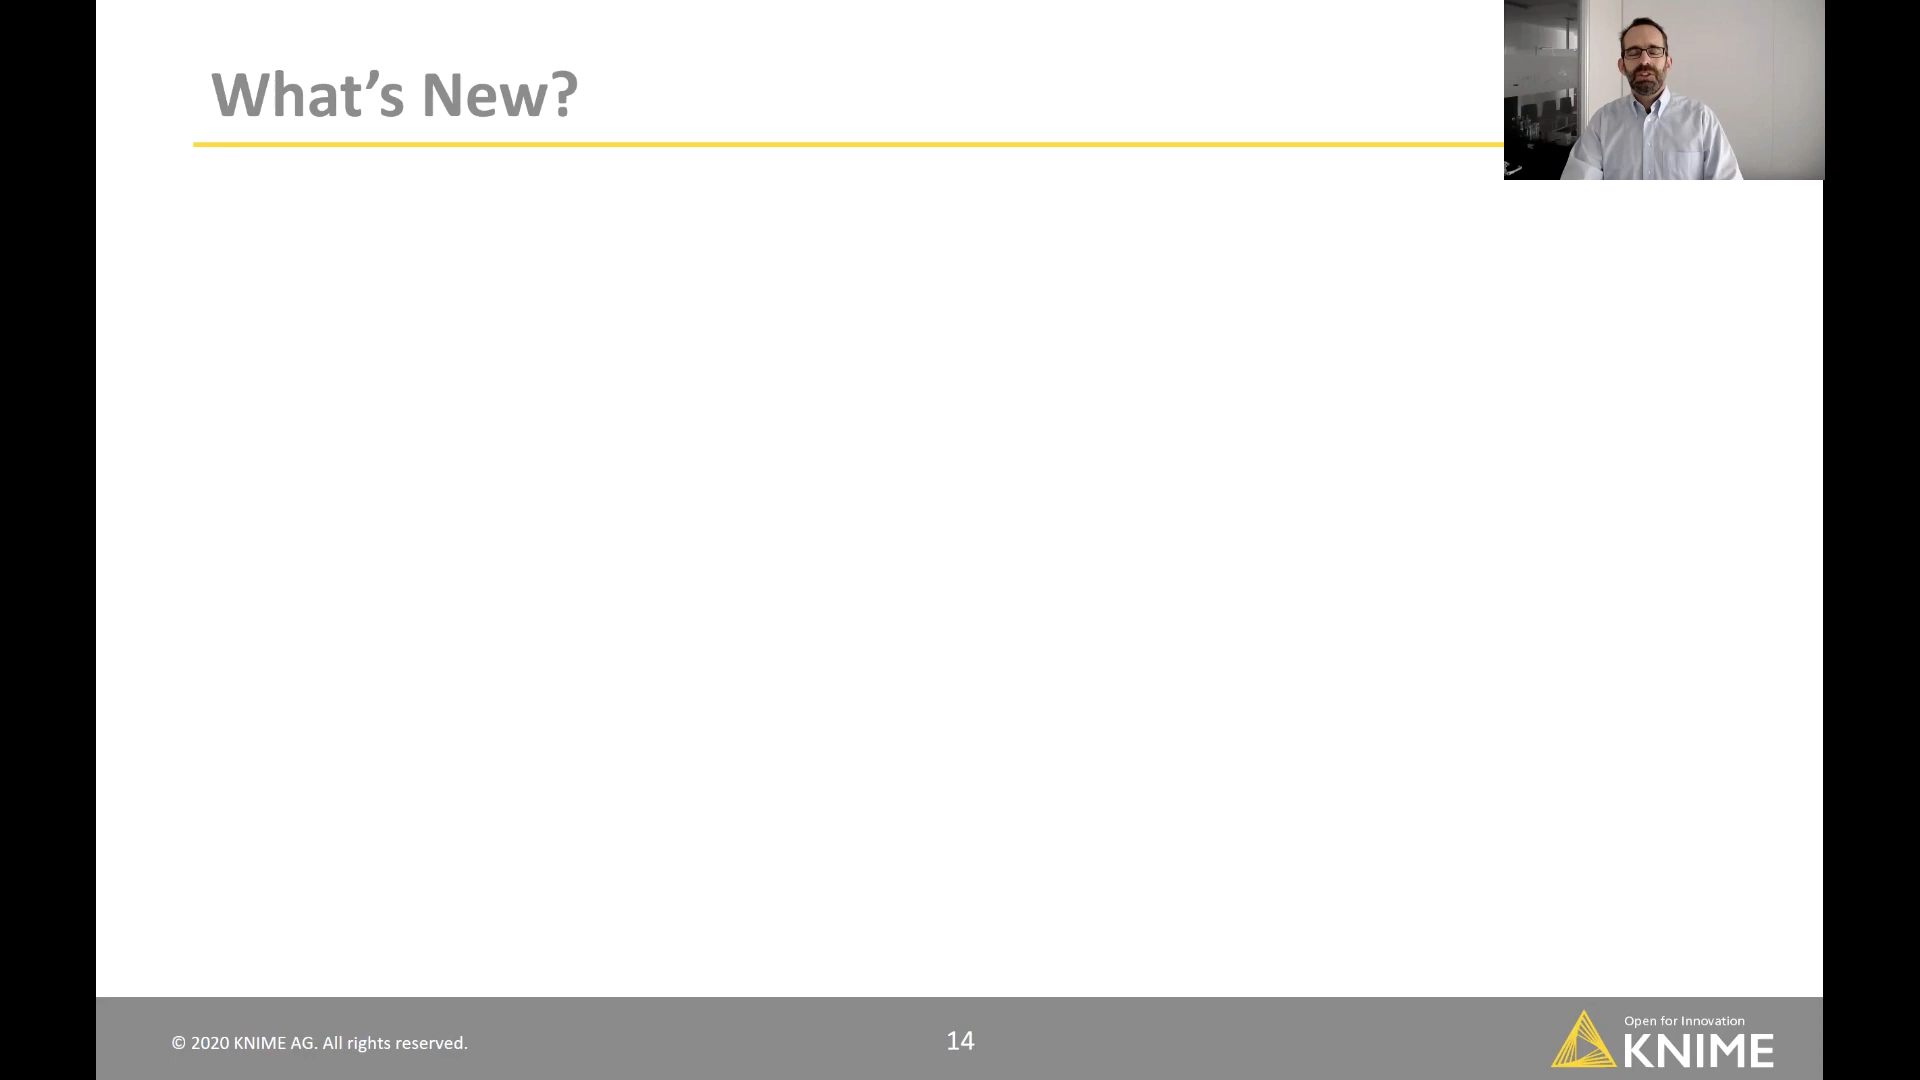 What’s New?
© 2020 KNIME AG. All rights reserved.
14
Open for Innovation
KNIME